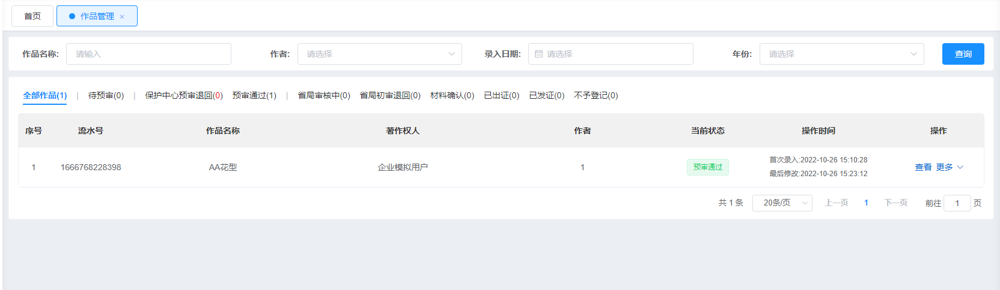 首页 作品管理 ×
作品名称: 请输入 作者: 请选择 录入日期: 请选择 年份: 请选择 查询
全部作品(1) | 待预审(0) | 保护中心预审退回(0) 预审通过(1) | 省局审核中(0) 省局初审退回(0) 材料确认(0) 已出证(0) 已发证(0) 不予登记(0)
序号 流水号 作品名称 著作权人 作者 当前状态 操作时间 操作
1 1666768228398 AA花型 企业模拟用户 1 预审通过 首次录入:2022-10-26 15:10:28 查看 更多
最后修改:2022-10-26 15:23:12
共 1 条 20条/页 上一页 1 下一页 前往 1 页